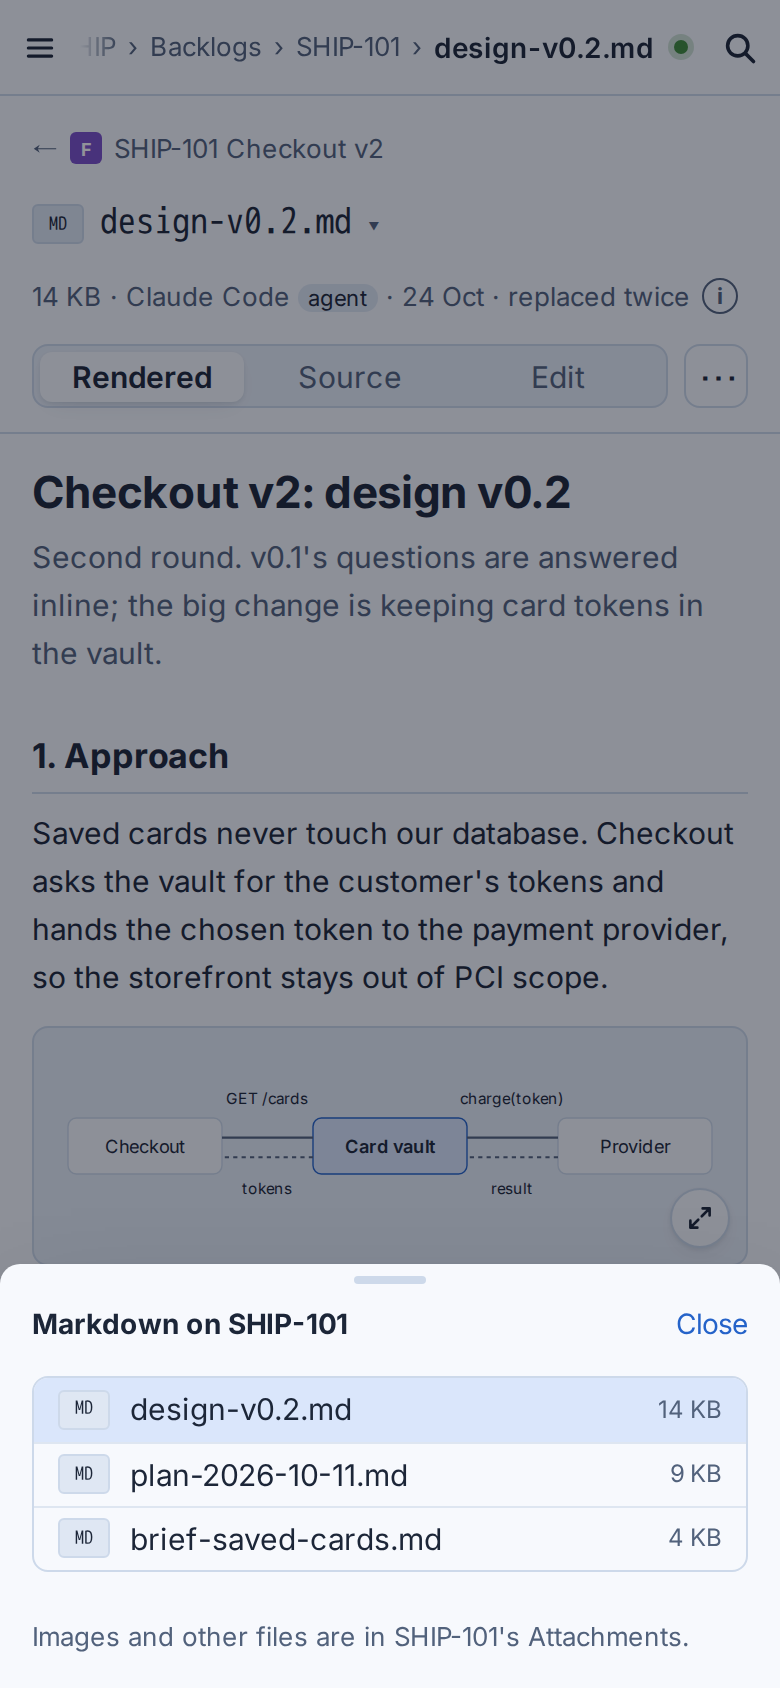 HIP › Backlogs › SHIP-101 › design-v0.2.md
← F SHIP-101 Checkout v2
MD design-v0.2.md ▾
14 KB · Claude Code agent · 24 Oct · replaced twice i
Rendered Source Edit ···
Checkout v2: design v0.2
Second round. v0.1's questions are answered
inline; the big change is keeping card tokens in
the vault.
1. Approach
Saved cards never touch our database. Checkout
asks the vault for the customer's tokens and
hands the chosen token to the payment provider,
so the storefront stays out of PCI scope.
GET /cards charge(token)
Checkout Card vault Provider
tokens result
Markdown on SHIP-101 Close
MD design-v0.2.md 14 KB
MD plan-2026-10-11.md 9 KB
MD brief-saved-cards.md 4 KB
Images and other files are in SHIP-101's Attachments.